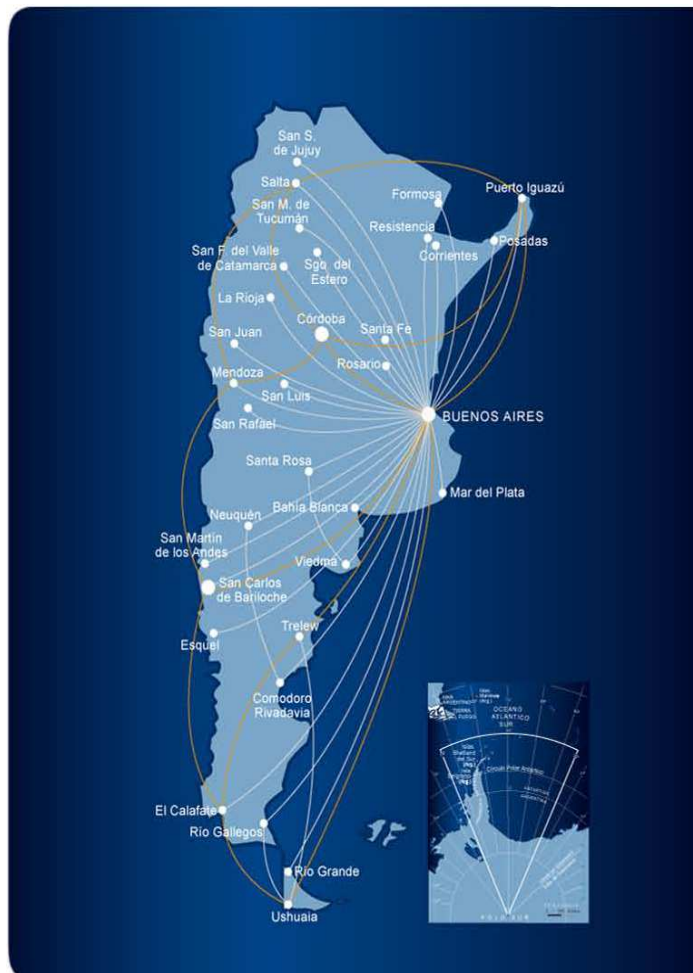 San S.
de Jujuy
Salta
Formosa
Puerto Iguazú
San M. de
Tucumán
Resistencia
Posadas
Corrientes
San F. del Valle
de Catamarca
Sgo. del
Estero
La Rioja
Córdoba
Santa Fe
San Juan
Rosario
Mendoza
San Luis
San Rafael
BUENOS AIRES
Santa Rosa
Mar del Plata
Bahía Blanca
Neuquén
San Martín
de los Andes
Viedma
San Carlos
de Bariloche
Trelew
Esquel
Comodoro
Rivadavia
OCEANO
ATLANTICO
SUR
Círculo Polar Antártico
El Calafate
Río Gallegos
Río Grande
Ushuaia
POLO SUR